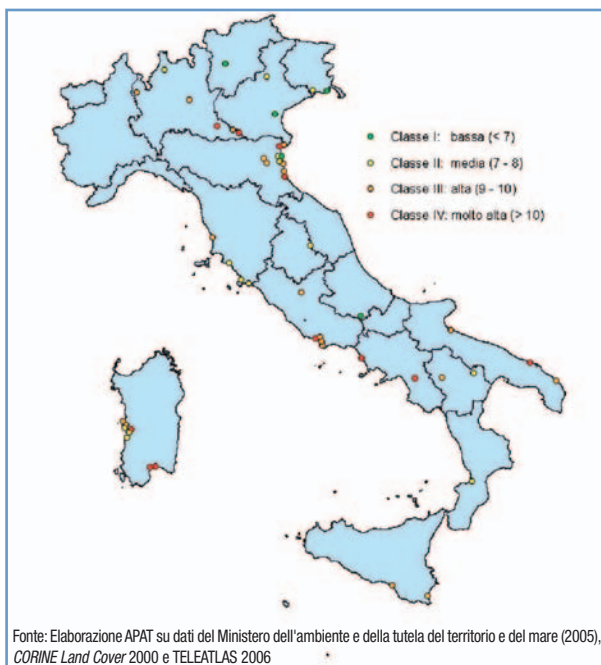 Classe I: bassa (< 7)
Classe II: media (7 - 8)
Classe III: alta (9 - 10)
Classe IV: molto alta (> 10)
Fonte: Elaborazione APAT su dati del Ministero dell'ambiente e della tutela del territorio e del mare (2005),
CORINE Land Cover 2000 e TELEATLAS 2006